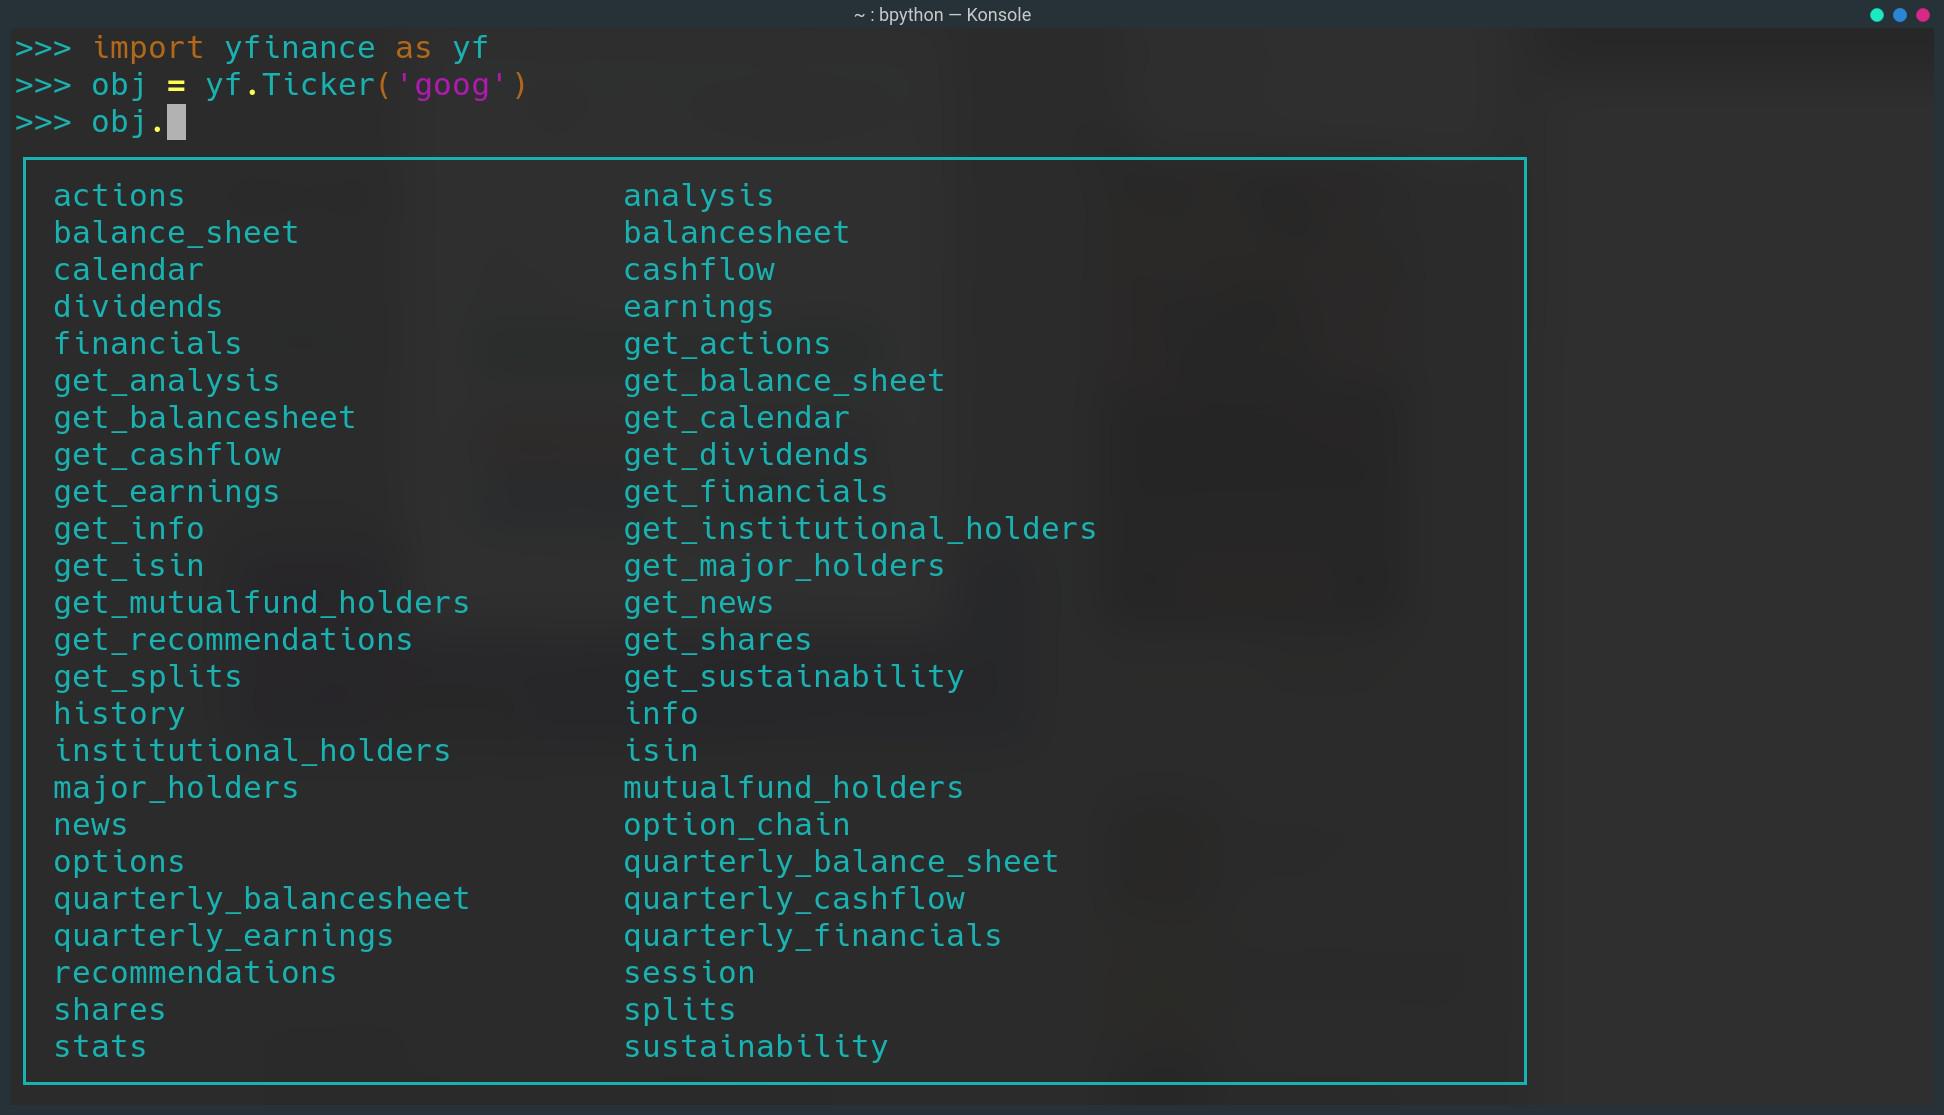 ~ : bpython — Konsole
>>> import yfinance as yf
>>> obj = yf.Ticker('goog')
>>> obj.
actions analysis
balance_sheet balancesheet
calendar cashflow
dividends earnings
financials get_actions
get_analysis get_balance_sheet
get_balancesheet get_calendar
get_cashflow get_dividends
get_earnings get_financials
get_info get_institutional_holders
get_isin get_major_holders
get_mutualfund_holders get_news
get_recommendations get_shares
get_splits get_sustainability
history info
institutional_holders isin
major_holders mutualfund_holders
news option_chain
options quarterly_balance_sheet
quarterly_balancesheet quarterly_cashflow
quarterly_earnings quarterly_financials
recommendations session
shares splits
stats sustainability